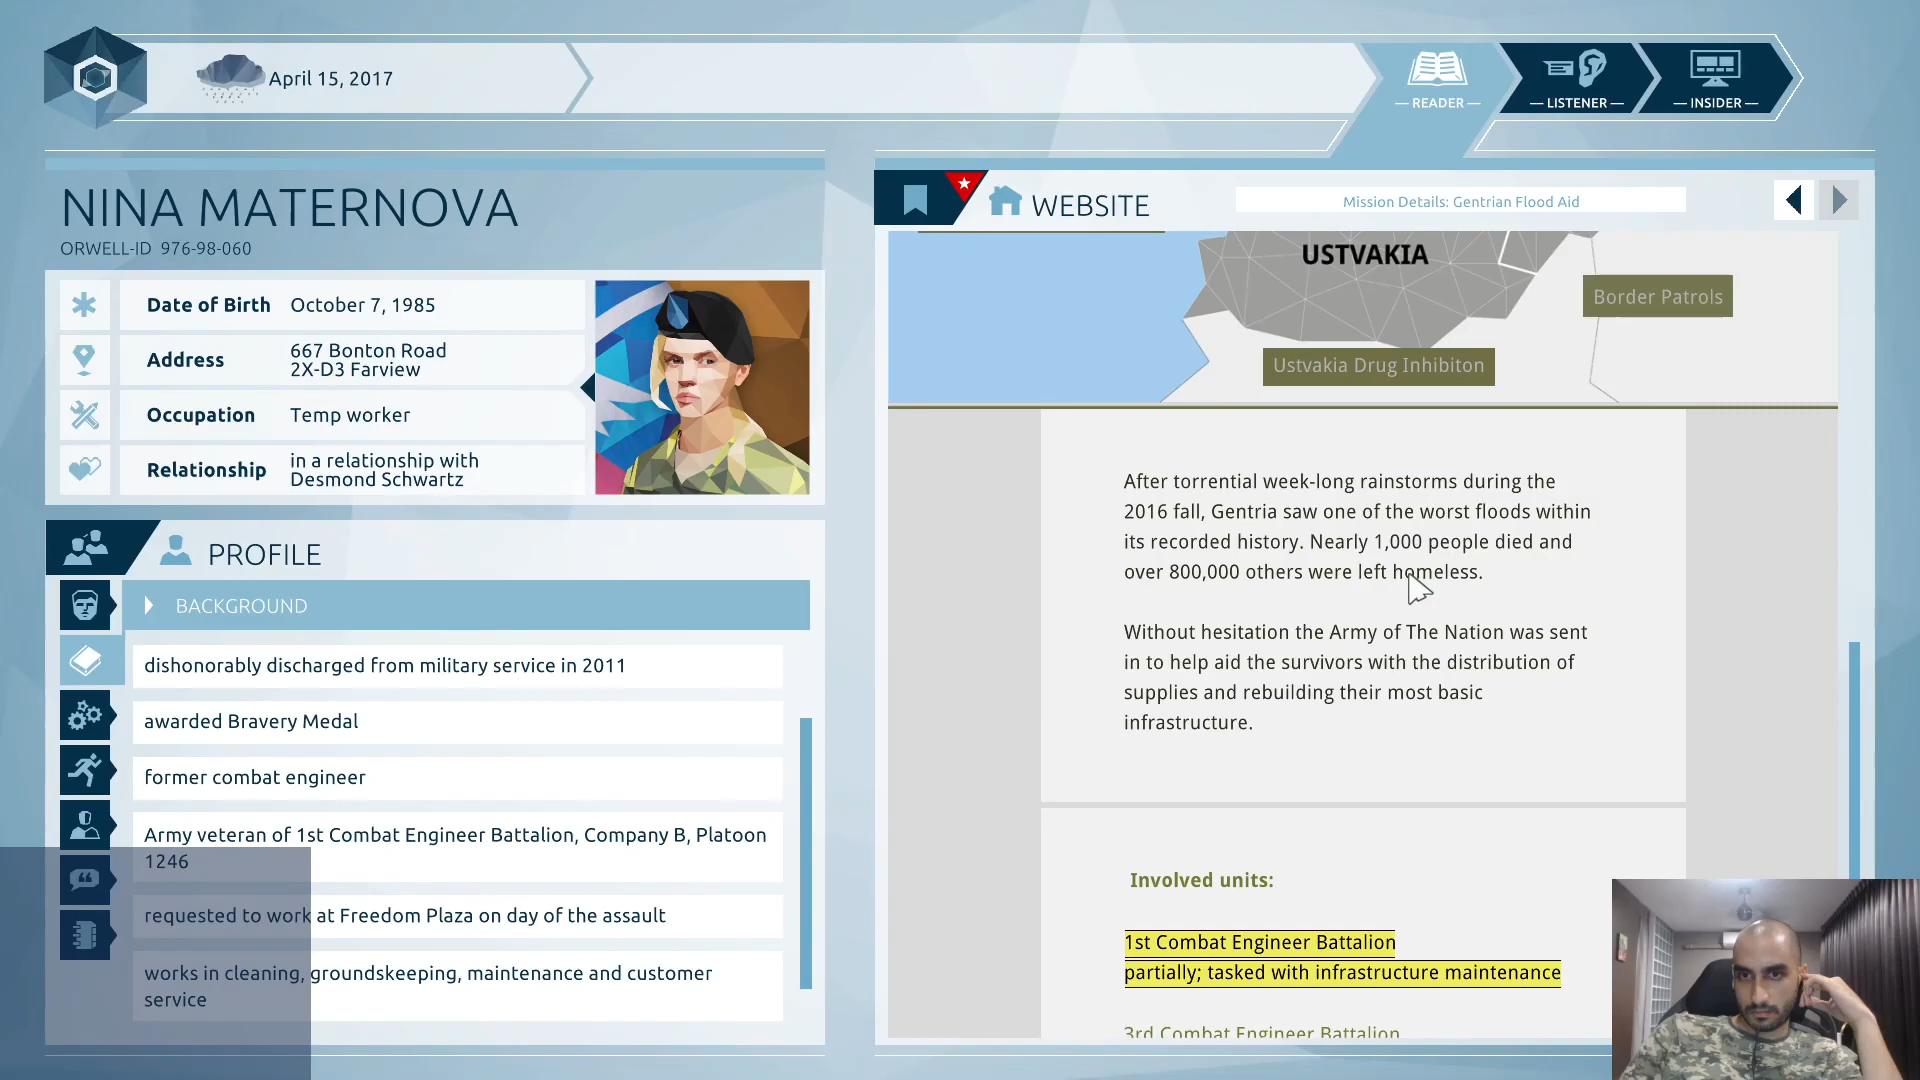 April 15, 2017
— READER —
— LISTENER —
— INSIDER —
NINA MATERNOVA
ORWELL-ID 976-98-060
Date of Birth October 7, 1985
Address 667 Bonton Road
2X-D3 Farview
Occupation Temp worker
Relationship in a relationship with
Desmond Schwartz
PROFILE
BACKGROUND
dishonorably discharged from military service in 2011
awarded Bravery Medal
former combat engineer
Army veteran of 1st Combat Engineer Battalion, Company B, Platoon
1246
requested to work at Freedom Plaza on day of the assault
works in cleaning, groundskeeping, maintenance and customer
service
WEBSITE
Mission Details: Gentrian Flood Aid
USTVAKIA
Border Patrols
Ustvakia Drug Inhibiton
After torrential week-long rainstorms during the
2016 fall, Gentria saw one of the worst floods within
its recorded history. Nearly 1,000 people died and
over 800,000 others were left homeless.
Without hesitation the Army of The Nation was sent
in to help aid the survivors with the distribution of
supplies and rebuilding their most basic
infrastructure.
Involved units:
1st Combat Engineer Battalion
partially; tasked with infrastructure maintenance
3rd Combat Engineer Battalion